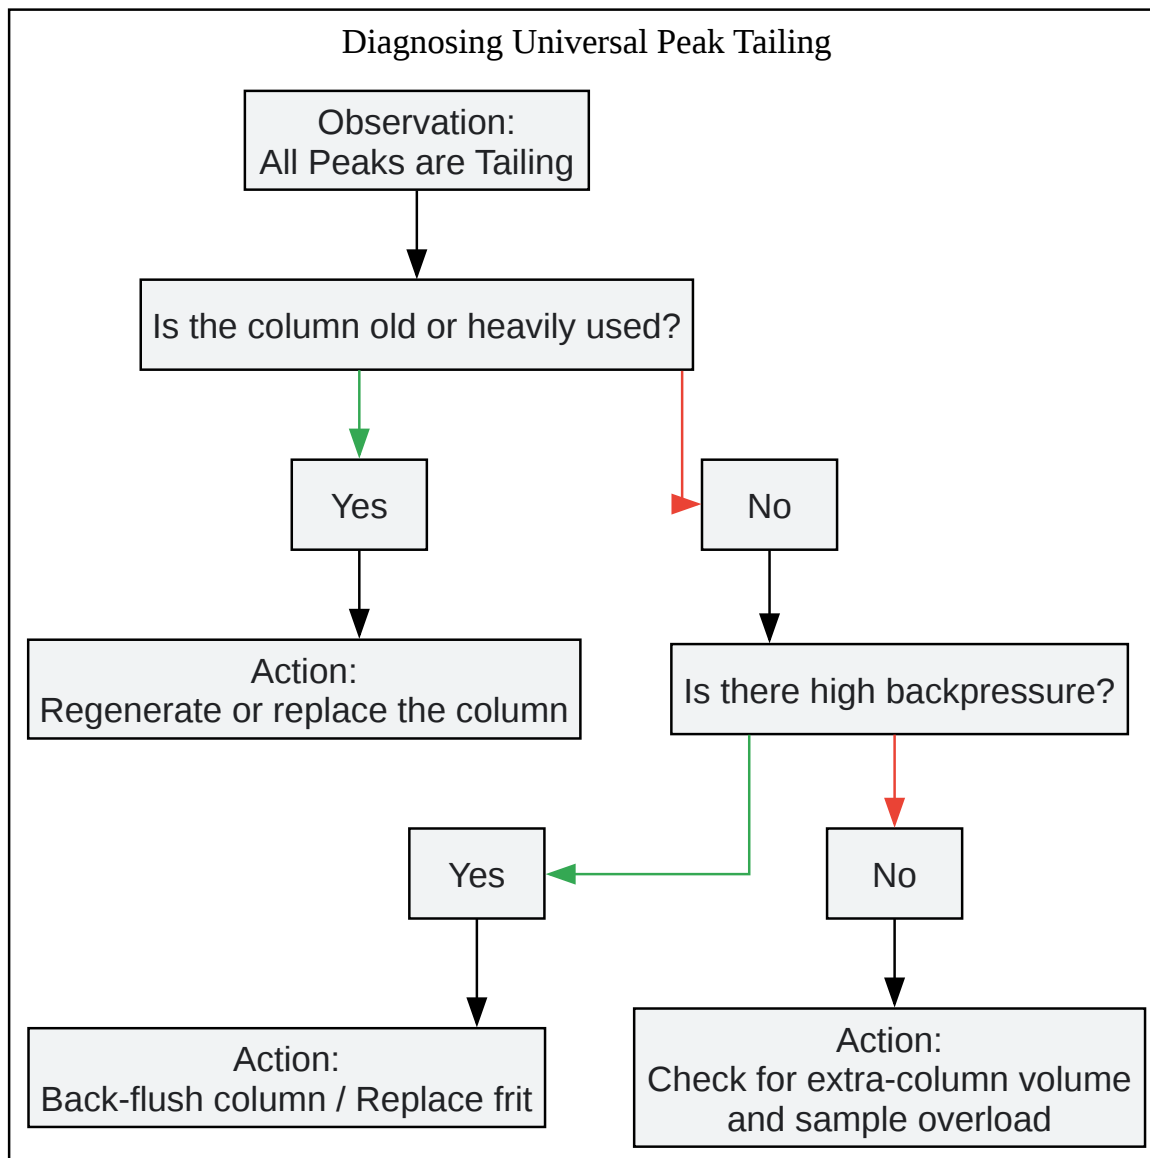 Diagnosing Universal Peak Tailing
Observation:
All Peaks are Tailing
Is the column old or heavily used?
Yes
No
Action:
Regenerate or replace the column
Is there high backpressure?
Yes
No
Action:
Back-flush column / Replace frit
Action:
Check for extra-column volume
and sample overload